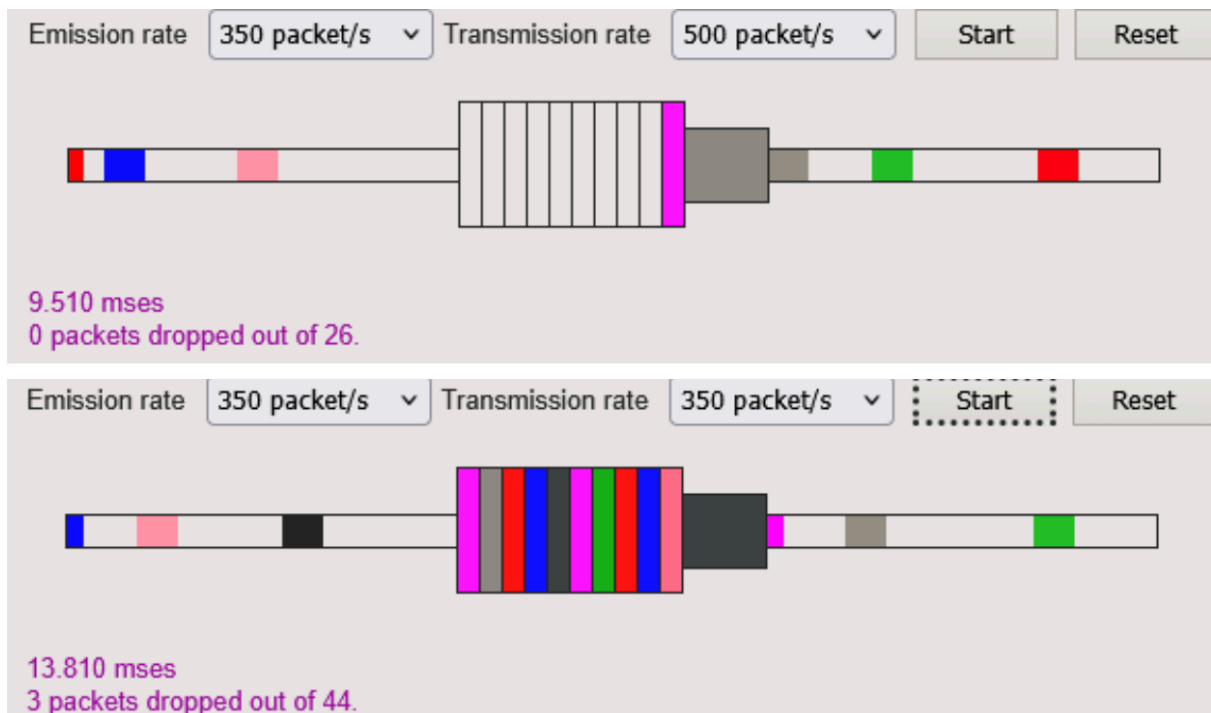 Emission rate 350 packet/s Transmission rate 500 packet/s Start Reset
9.510 mses
0 packets dropped out of 26.
Emission rate 350 packet/s Transmission rate 350 packet/s Start Reset
13.810 mses
3 packets dropped out of 44.